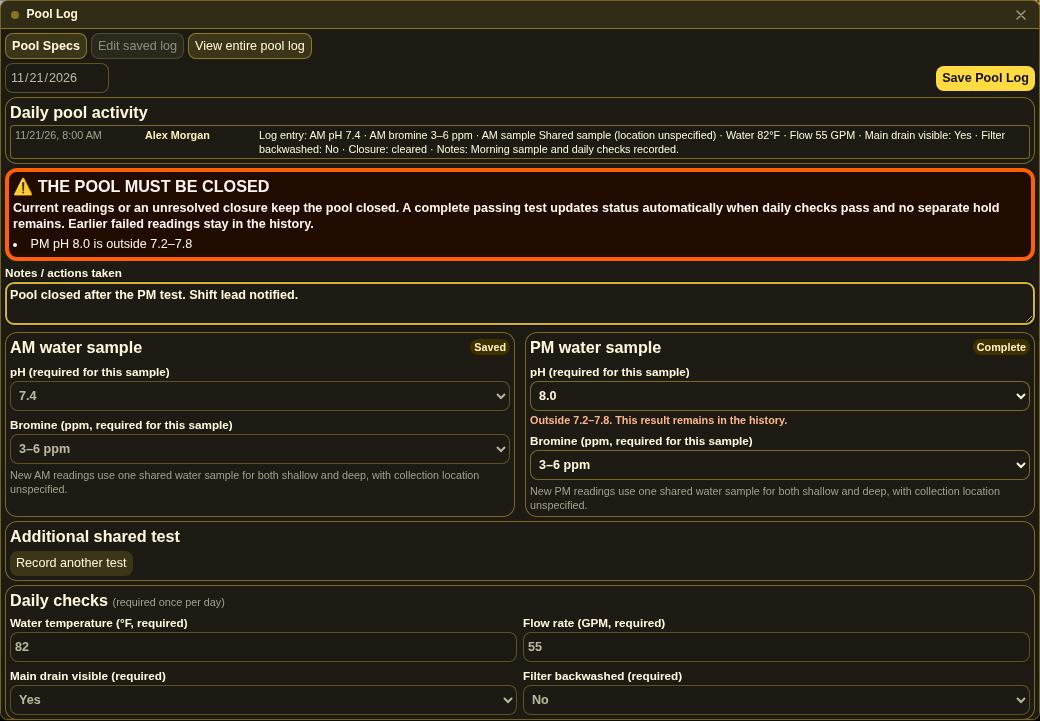 Pool Log
Pool Specs
Edit saved log
View entire pool log
11/21/2026
Save Pool Log
Daily pool activity
11/21/26, 8:00 AM
Alex Morgan
Log entry: AM pH 7.4 · AM bromine 3–6 ppm · AM sample Shared sample (location unspecified) · Water 82°F · Flow 55 GPM · Main drain visible: Yes · Filter
backwashed: No · Closure: cleared · Notes: Morning sample and daily checks recorded.
⚠️ THE POOL MUST BE CLOSED
Current readings or an unresolved closure keep the pool closed. A complete passing test updates status automatically when daily checks pass and no separate hold
remains. Earlier failed readings stay in the history.
• PM pH 8.0 is outside 7.2–7.8
Notes / actions taken
Pool closed after the PM test. Shift lead notified.
AM water sample
Saved
pH (required for this sample)
7.4
Bromine (ppm, required for this sample)
3–6 ppm
New AM readings use one shared water sample for both shallow and deep, with collection location
unspecified.
PM water sample
Complete
pH (required for this sample)
8.0
Outside 7.2–7.8. This result remains in the history.
Bromine (ppm, required for this sample)
3–6 ppm
New PM readings use one shared water sample for both shallow and deep, with collection location
unspecified.
Additional shared test
Record another test
Daily checks (required once per day)
Water temperature (°F, required)
82
Flow rate (GPM, required)
55
Main drain visible (required)
Yes
Filter backwashed (required)
No